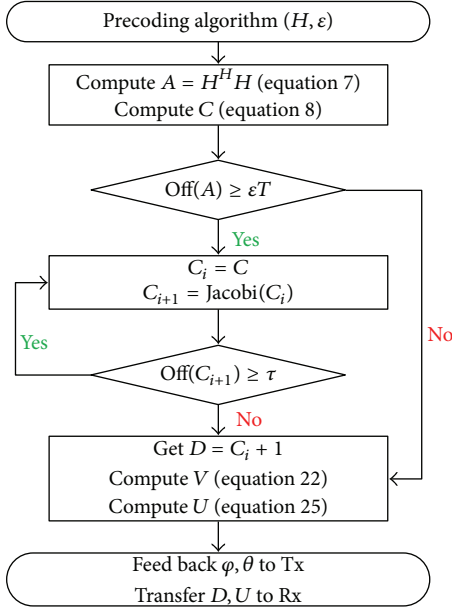 Precoding algorithm (H, ε)
Compute A = HᴴH (equation 7)
Compute C (equation 8)
Off(A) ≥ εT
Yes
C_i = C
C_{i+1} = Jacobi(C_i)
Yes
No
Off(C_{i+1}) ≥ τ
No
Get D = C_i + 1
Compute V (equation 22)
Compute U (equation 25)
Feed back φ, θ to Tx
Transfer D, U to Rx